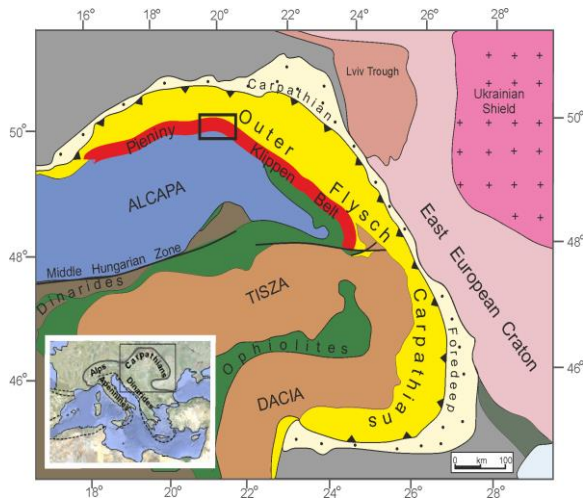 16° 18° 20° 22° 24° 26° 28°
50°
48°
46°
50°
48°
46°
18° 20° 22° 24° 26° 28°
Carpathian
Foredeep
Lviv Trough
Ukrainian
Shield
Outer
Flysch
Carpathians
Pieniny
Klippen
Belt
ALCAPA
East European Craton
Middle Hungarian Zone
Dinarides
TISZA
Ophiolites
DACIA
Alps
Carpathians
Apennines
Dinarides
0 km 100